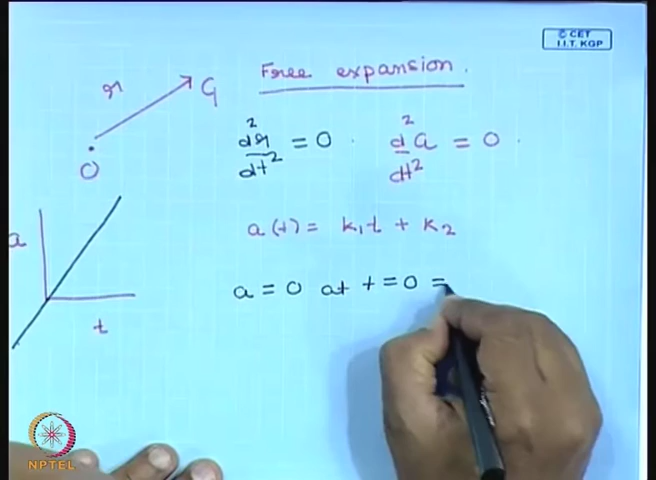 © CET
I.I.T. KGP
Free expansion.
r G
O
d²r/dt² = 0 . d²a/dt² = 0 .
a
t
a(t) = k₁t + k₂
a = 0 at t = 0 =
NPTEL